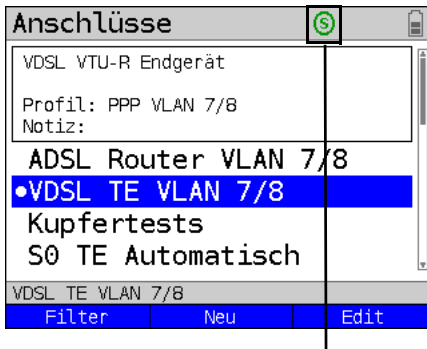 Anschlüsse S
VDSL VTU-R Endgerät
Profil: PPP VLAN 7/8
Notiz:
ADSL Router VLAN 7/8
VDSL TE VLAN 7/8
Kupfertests
S0 TE Automatisch
VDSL TE VLAN 7/8
Filter Neu Edit